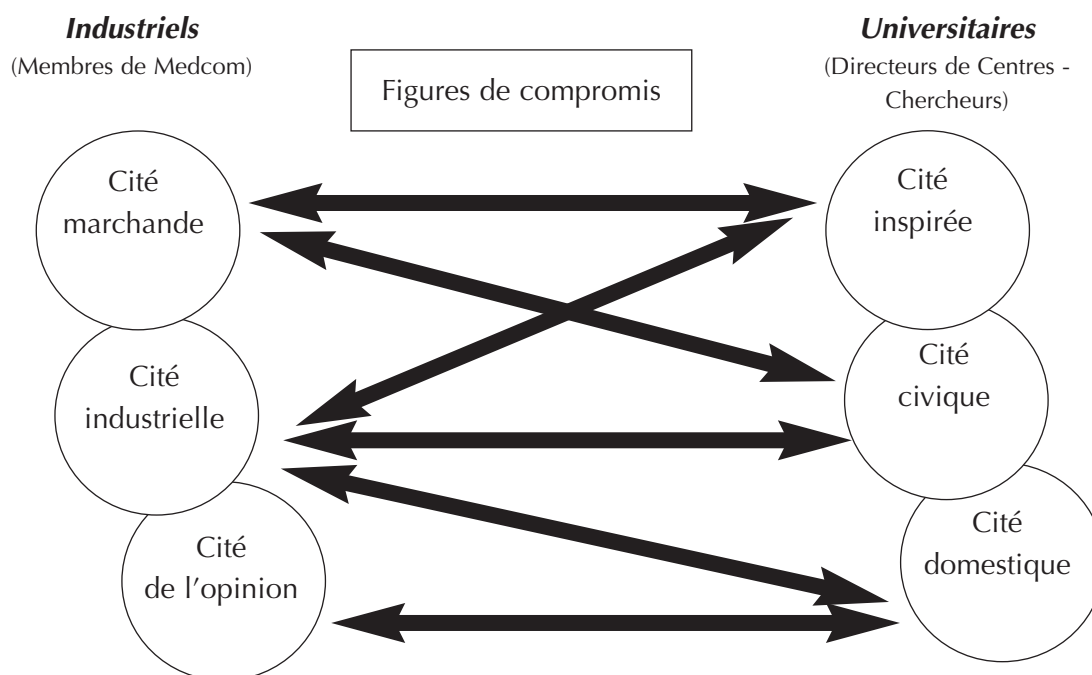 Industriels
(Membres de Medcom)
Figures de compromis
Universitaires
(Directeurs de Centres -
Chercheurs)
Cité
marchande
Cité
inspirée
Cité
industrielle
Cité
civique
Cité
de l'opinion
Cité
domestique